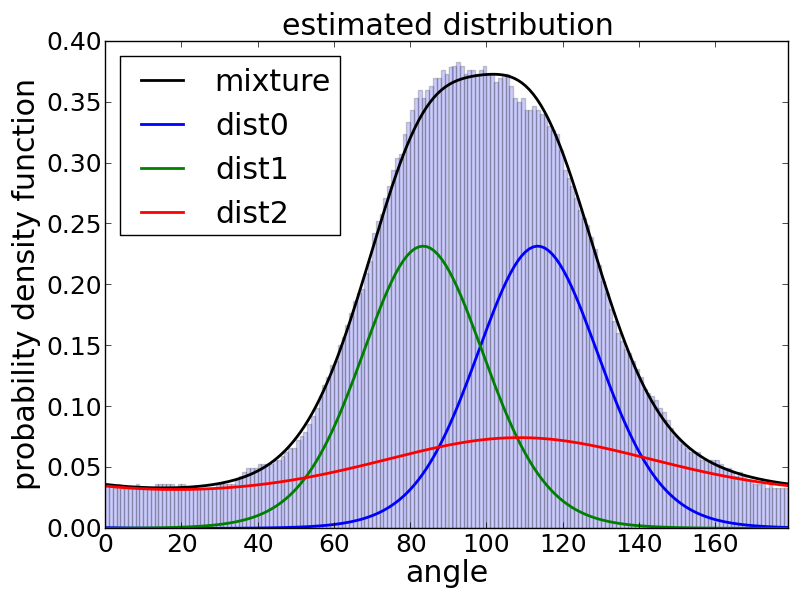 estimated distribution
probability density function
0.40
0.35
0.30
0.25
0.20
0.15
0.10
0.05
0.00
mixture
dist0
dist1
dist2
0 20 40 60 80 100 120 140 160
angle